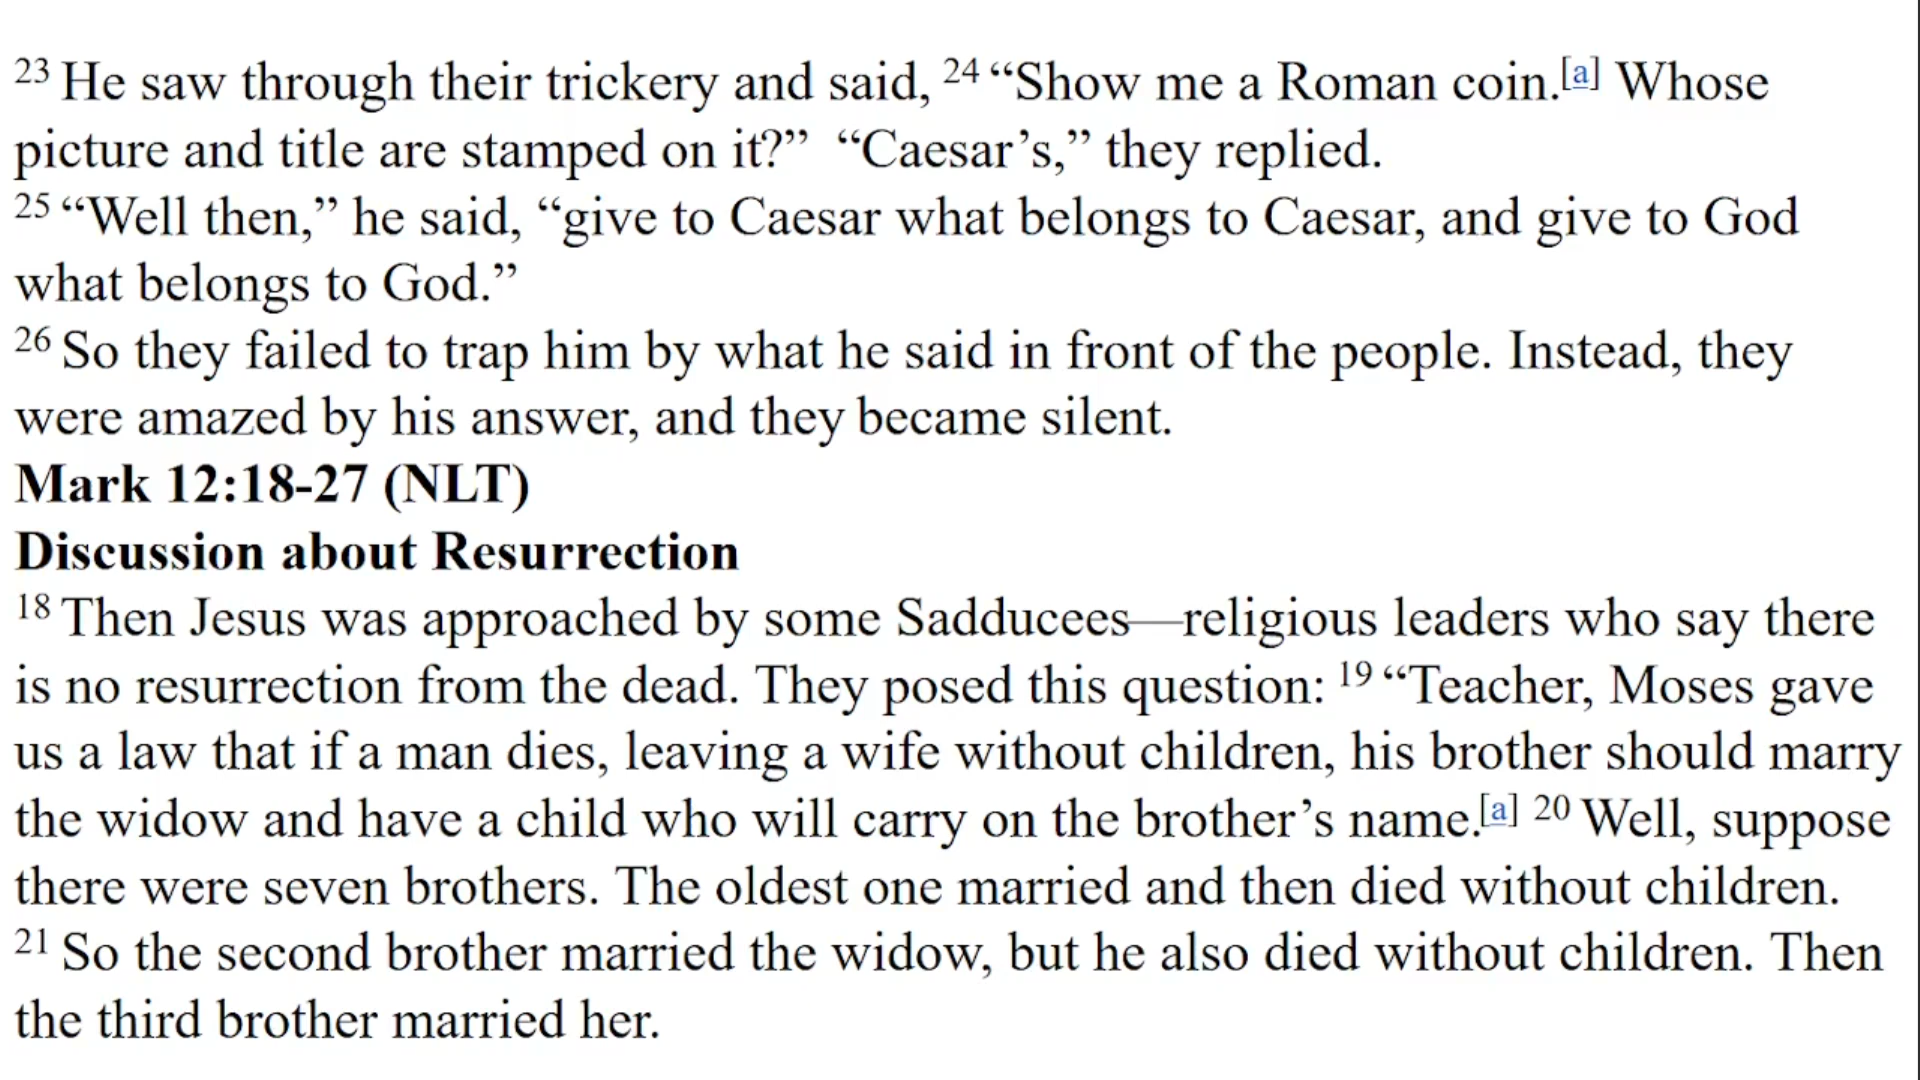 23 He saw through their trickery and said, 24 “Show me a Roman coin.[a] Whose
picture and title are stamped on it?”  “Caesar’s,” they replied.
25 “Well then,” he said, “give to Caesar what belongs to Caesar, and give to God
what belongs to God.”
26 So they failed to trap him by what he said in front of the people. Instead, they
were amazed by his answer, and they became silent.
Mark 12:18-27 (NLT)
Discussion about Resurrection
18 Then Jesus was approached by some Sadducees—religious leaders who say there
is no resurrection from the dead. They posed this question: 19 “Teacher, Moses gave
us a law that if a man dies, leaving a wife without children, his brother should marry
the widow and have a child who will carry on the brother’s name.[a] 20 Well, suppose
there were seven brothers. The oldest one married and then died without children.
21 So the second brother married the widow, but he also died without children. Then
the third brother married her.